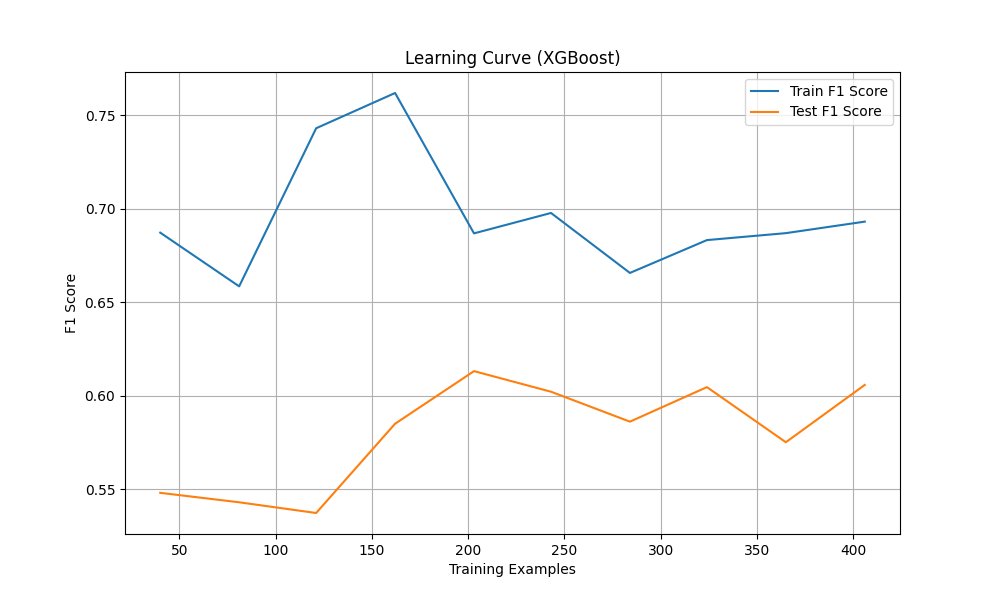 Learning Curve (XGBoost)
Train F1 Score
Test F1 Score
F1 Score
0.75
0.70
0.65
0.60
0.55
50 100 150 200 250 300 350 400
Training Examples